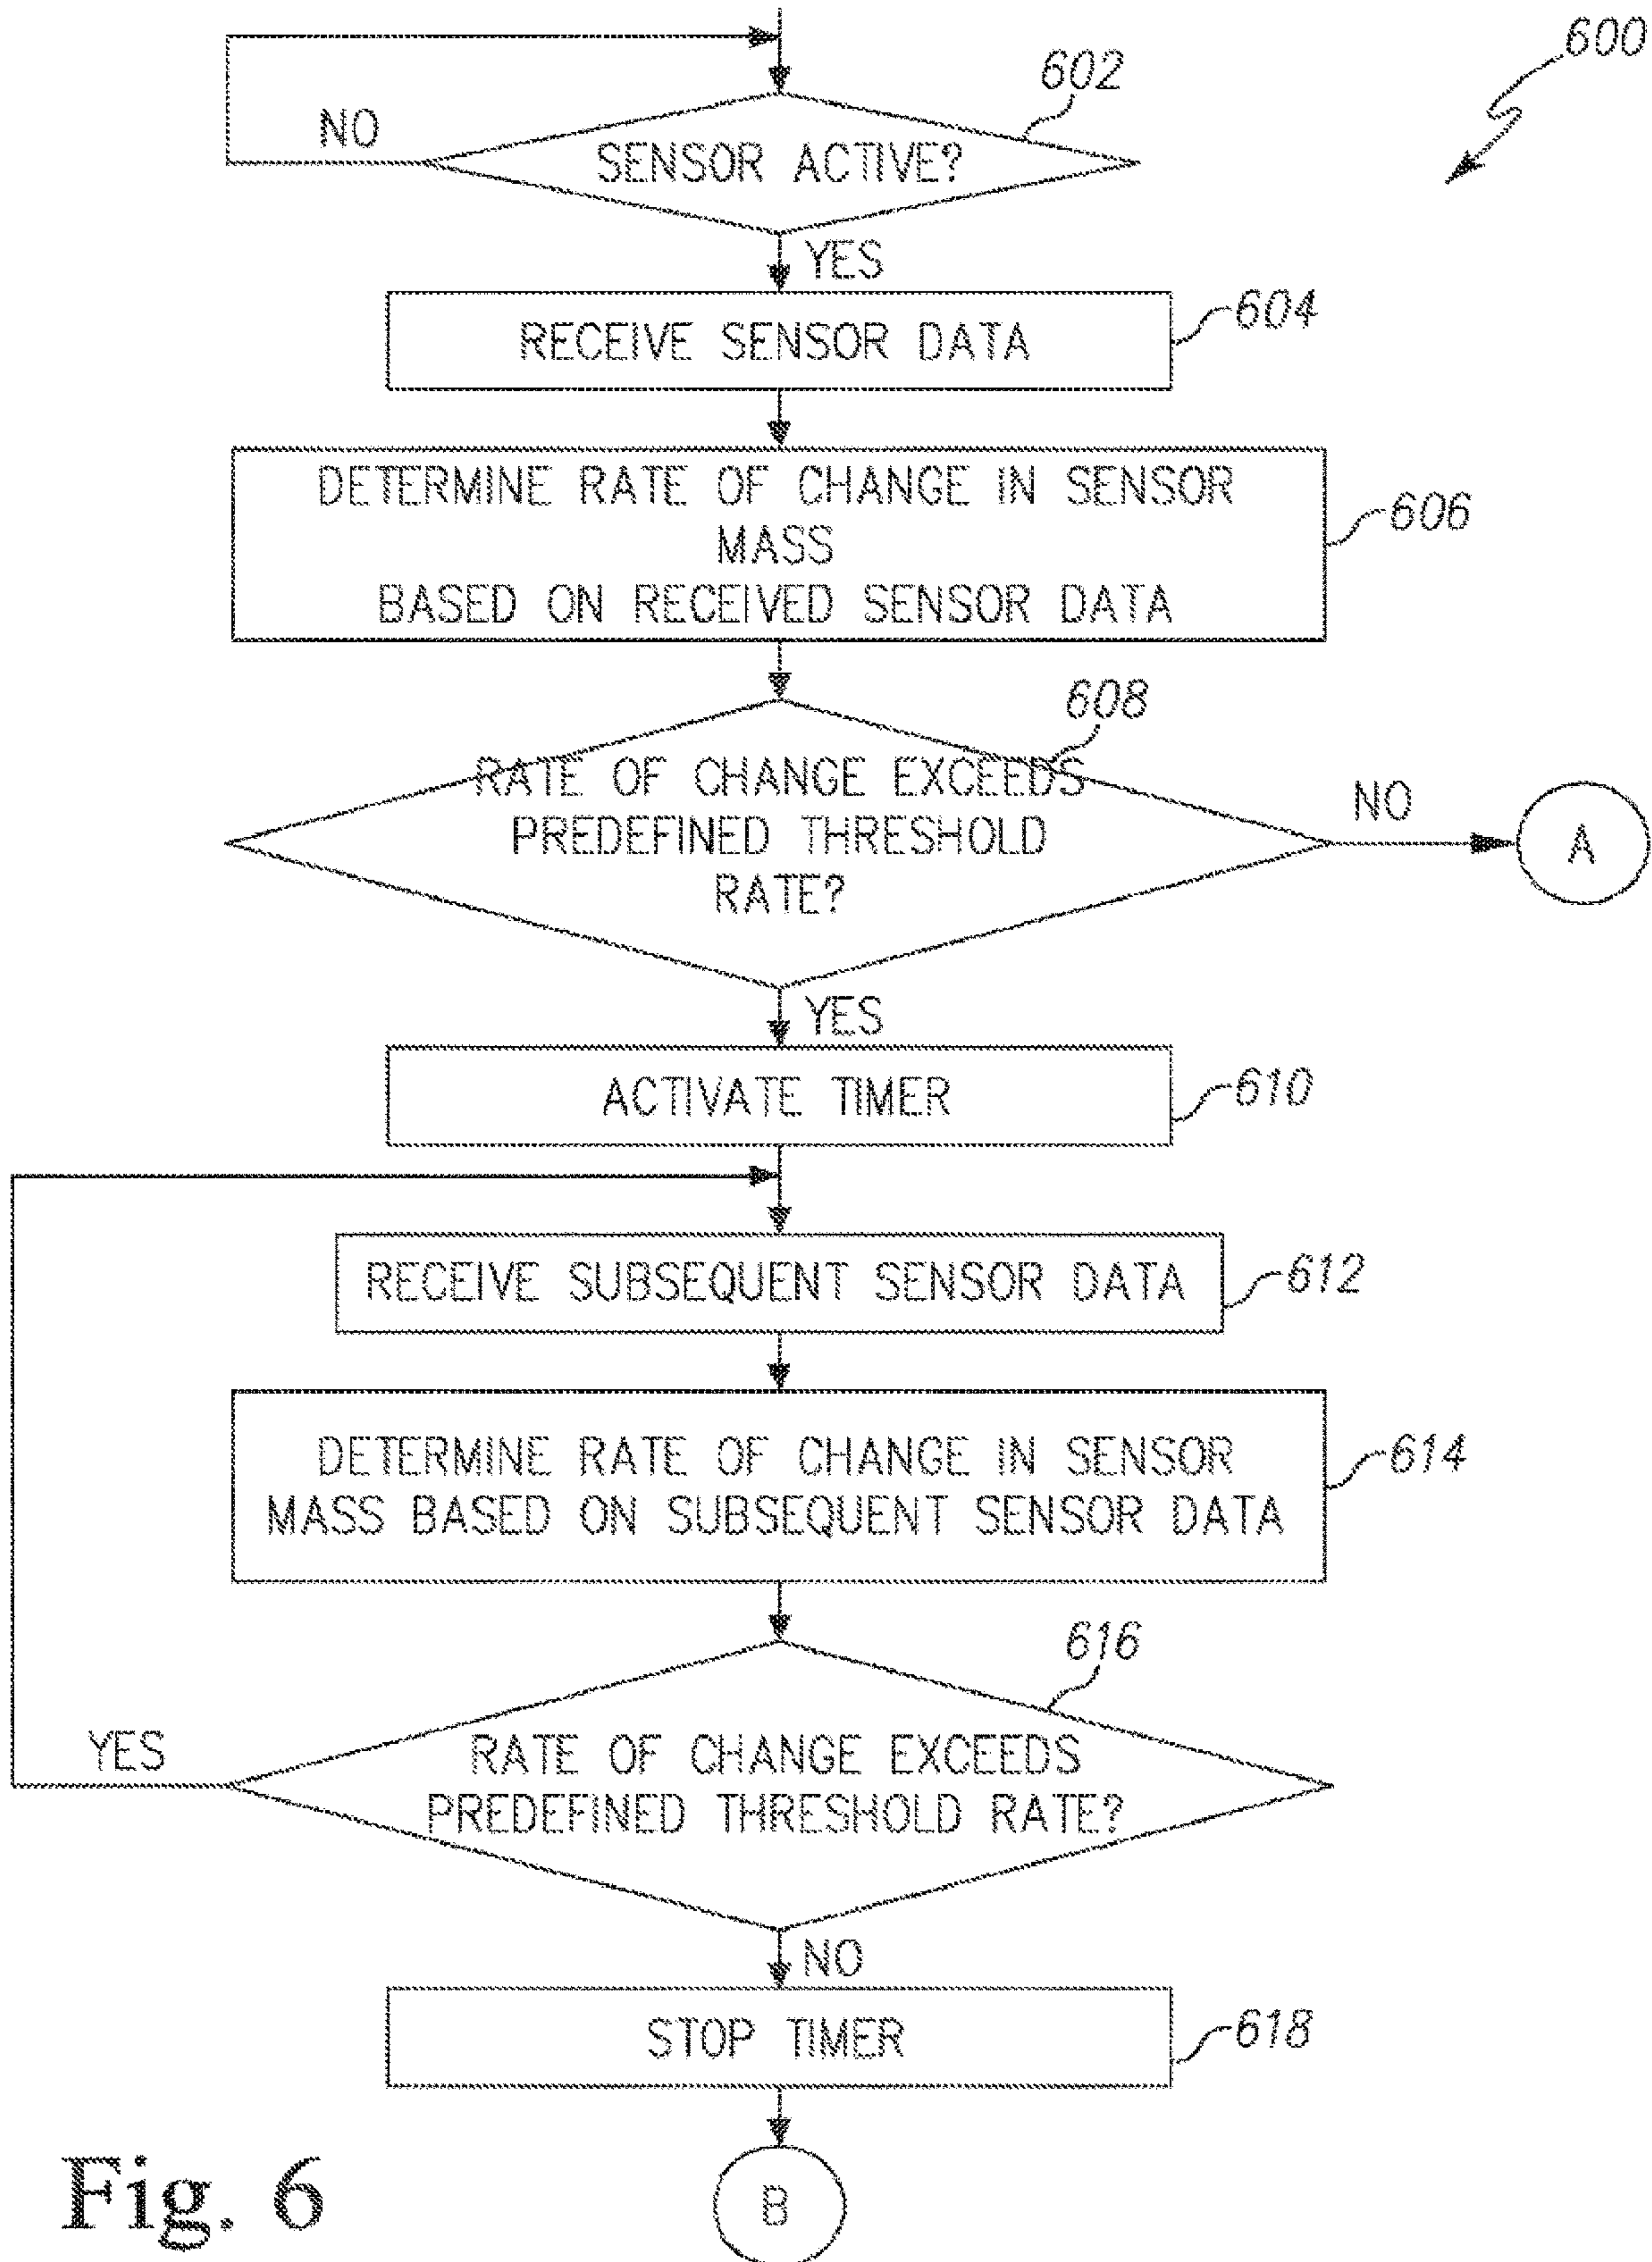 600
602
NO
SENSOR ACTIVE?
YES
RECEIVE SENSOR DATA
604
DETERMINE RATE OF CHANGE IN SENSOR
MASS
BASED ON RECEIVED SENSOR DATA
606
608
RATE OF CHANGE EXCEEDS
PREDEFINED THRESHOLD
RATE?
NO
A
YES
ACTIVATE TIMER
610
RECEIVE SUBSEQUENT SENSOR DATA
612
DETERMINE RATE OF CHANGE IN SENSOR
MASS BASED ON SUBSEQUENT SENSOR DATA
614
616
YES
RATE OF CHANGE EXCEEDS
PREDEFINED THRESHOLD RATE?
NO
STOP TIMER
618
B
Fig. 6